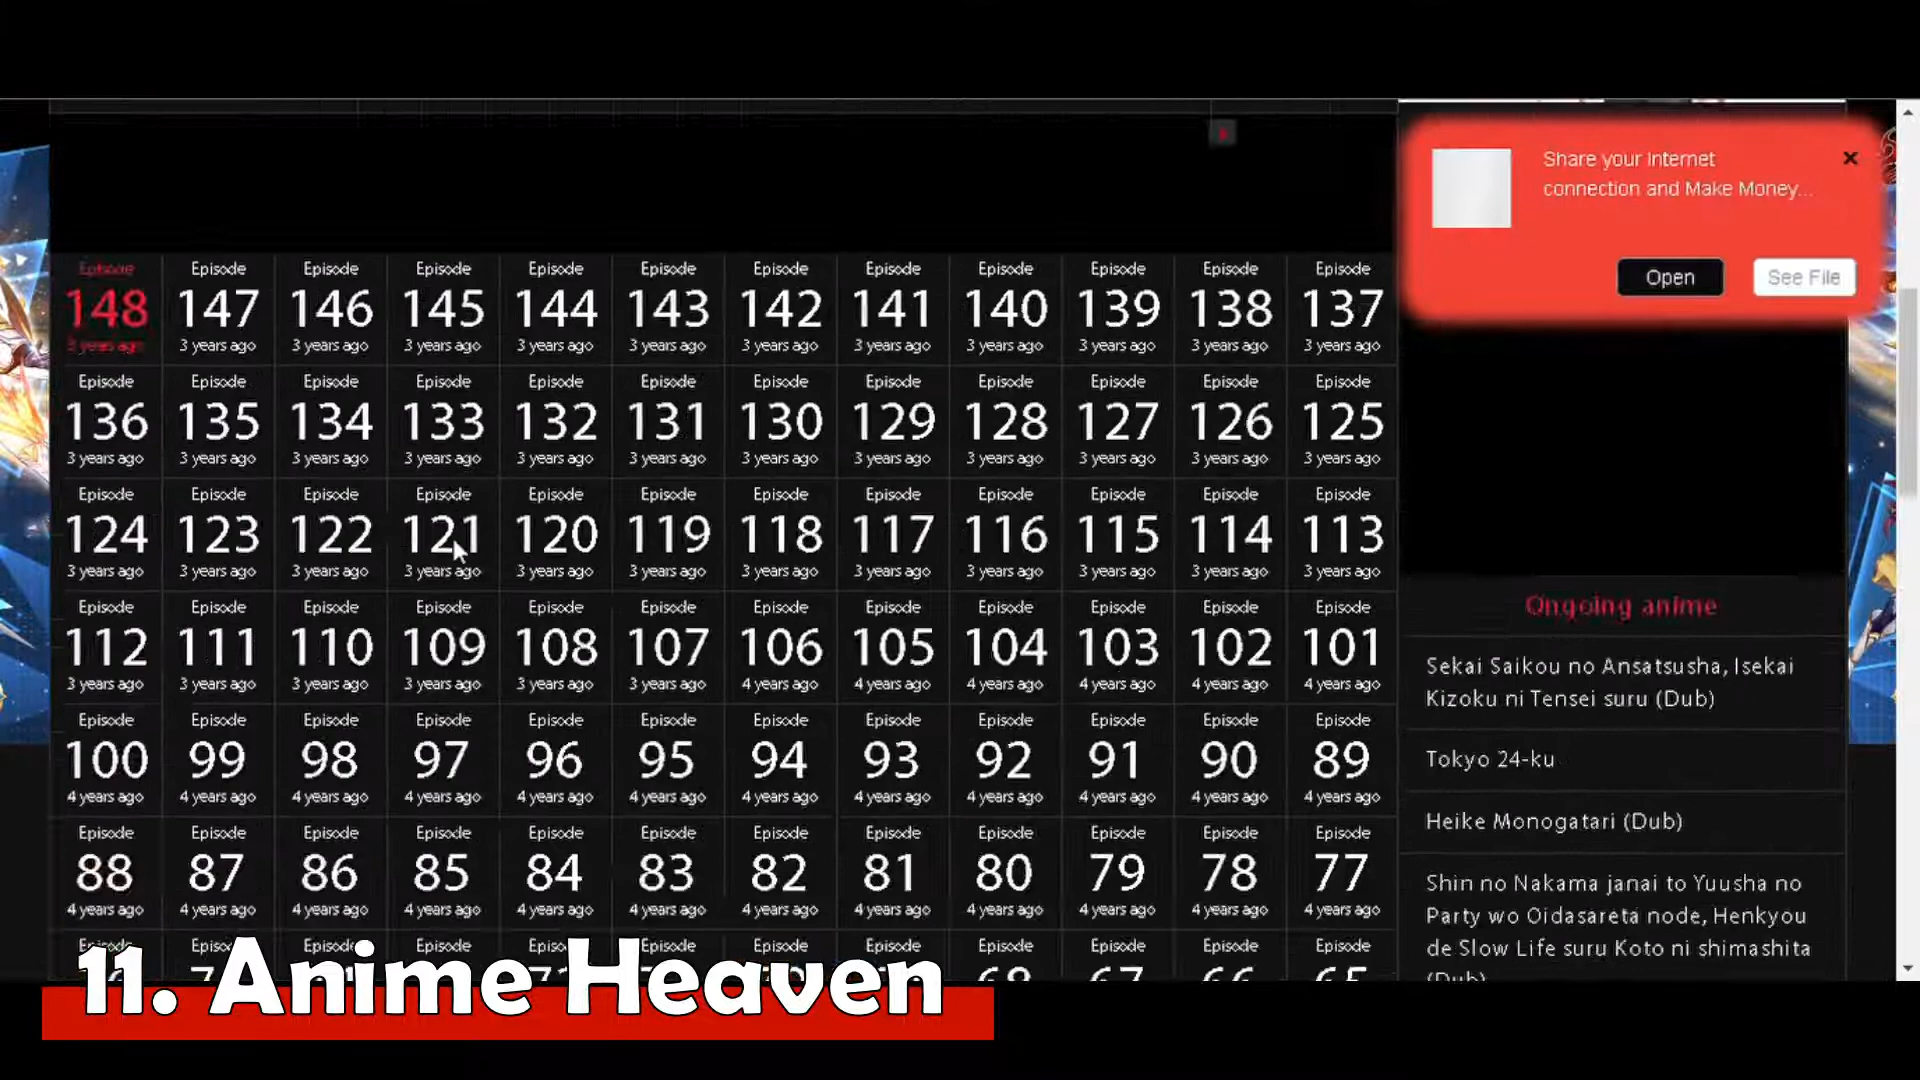 Share your Internet
connection and Make Money...
Open
See File
Episode Episode Episode Episode Episode Episode Episode Episode Episode Episode Episode Episode
148 147 146 145 144 143 142 141 140 139 138 137
3 years ago 3 years ago 3 years ago 3 years ago 3 years ago 3 years ago 3 years ago 3 years ago 3 years ago 3 years ago 3 years ago 3 years ago
Episode Episode Episode Episode Episode Episode Episode Episode Episode Episode Episode Episode
136 135 134 133 132 131 130 129 128 127 126 125
3 years ago 3 years ago 3 years ago 3 years ago 3 years ago 3 years ago 3 years ago 3 years ago 3 years ago 3 years ago 3 years ago 3 years ago
Episode Episode Episode Episode Episode Episode Episode Episode Episode Episode Episode Episode
124 123 122 121 120 119 118 117 116 115 114 113
3 years ago 3 years ago 3 years ago 3 years ago 3 years ago 3 years ago 3 years ago 3 years ago 3 years ago 3 years ago 3 years ago 3 years ago
Episode Episode Episode Episode Episode Episode Episode Episode Episode Episode Episode Episode
112 111 110 109 108 107 106 105 104 103 102 101
3 years ago 3 years ago 3 years ago 3 years ago 3 years ago 3 years ago 4 years ago 4 years ago 4 years ago 4 years ago 4 years ago 4 years ago
Episode Episode Episode Episode Episode Episode Episode Episode Episode Episode Episode Episode
100 99 98 97 96 95 94 93 92 91 90 89
4 years ago 4 years ago 4 years ago 4 years ago 4 years ago 4 years ago 4 years ago 4 years ago 4 years ago 4 years ago 4 years ago 4 years ago
Episode Episode Episode Episode Episode Episode Episode Episode Episode Episode Episode Episode
88 87 86 85 84 83 82 81 80 79 78 77
4 years ago 4 years ago 4 years ago 4 years ago 4 years ago 4 years ago 4 years ago 4 years ago 4 years ago 4 years ago 4 years ago 4 years ago
Episode Episode Episode Episode Episode Episode Episode Episode Episode Episode Episode
68 67 66 65
Ongoing anime
Sekai Saikou no Ansatsusha, Isekai
Kizoku ni Tensei suru (Dub)
Tokyo 24-ku
Heike Monogatari (Dub)
Shin no Nakama janai to Yuusha no
Party wo Oidasareta node, Henkyou
de Slow Life suru Koto ni shimashita
(Dub)
11. Anime Heaven